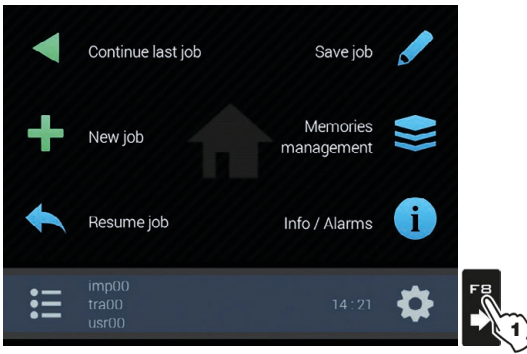 Continue last job
Save job
New job
Memories
management
Resume job
Info / Alarms
imp00
tra00
usr00
14:21
F8
1